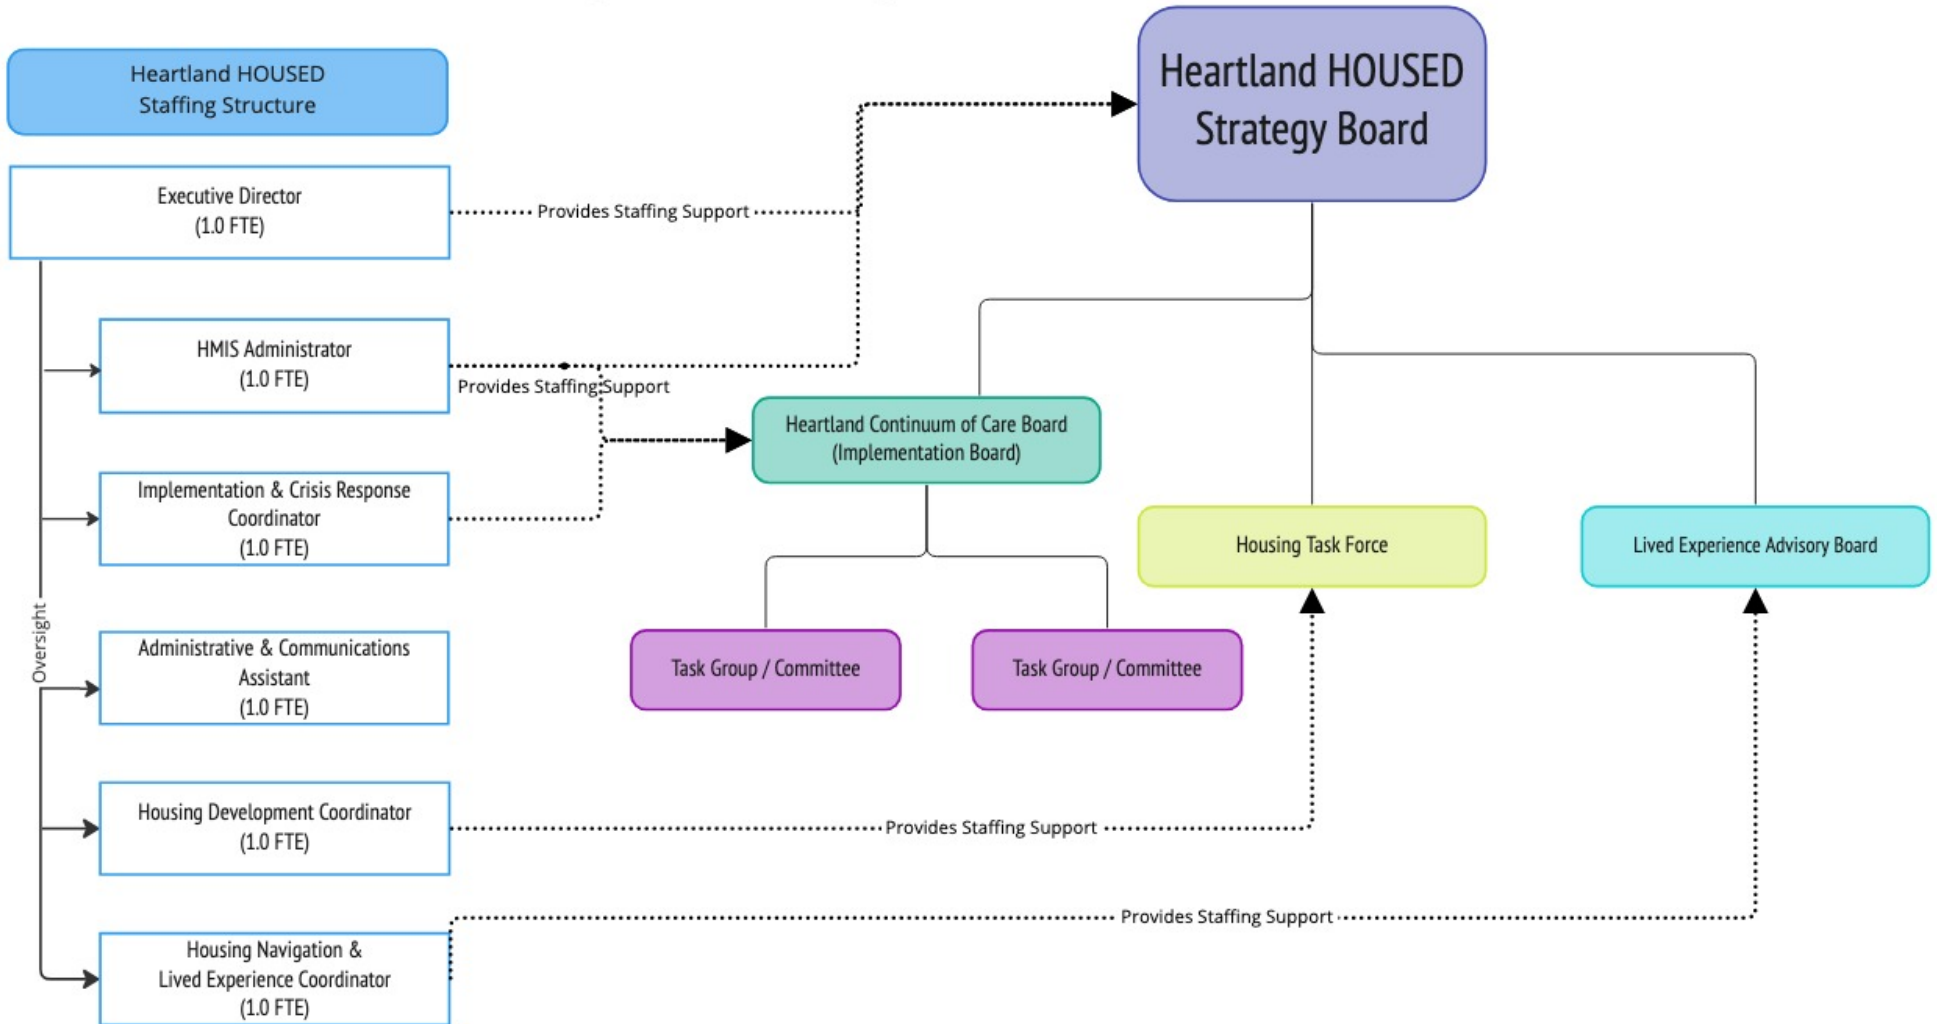 Heartland HOUSED
Staffing Structure
Heartland HOUSED
Strategy Board
Executive Director
(1.0 FTE)
Provides Staffing Support
HMIS Administrator
(1.0 FTE)
Provides Staffing Support
Heartland Continuum of Care Board
(Implementation Board)
Implementation & Crisis Response
Coordinator
(1.0 FTE)
Housing Task Force
Lived Experience Advisory Board
Oversight
Administrative & Communications
Assistant
(1.0 FTE)
Task Group / Committee
Task Group / Committee
Housing Development Coordinator
(1.0 FTE)
Provides Staffing Support
Provides Staffing Support
Housing Navigation &
Lived Experience Coordinator
(1.0 FTE)